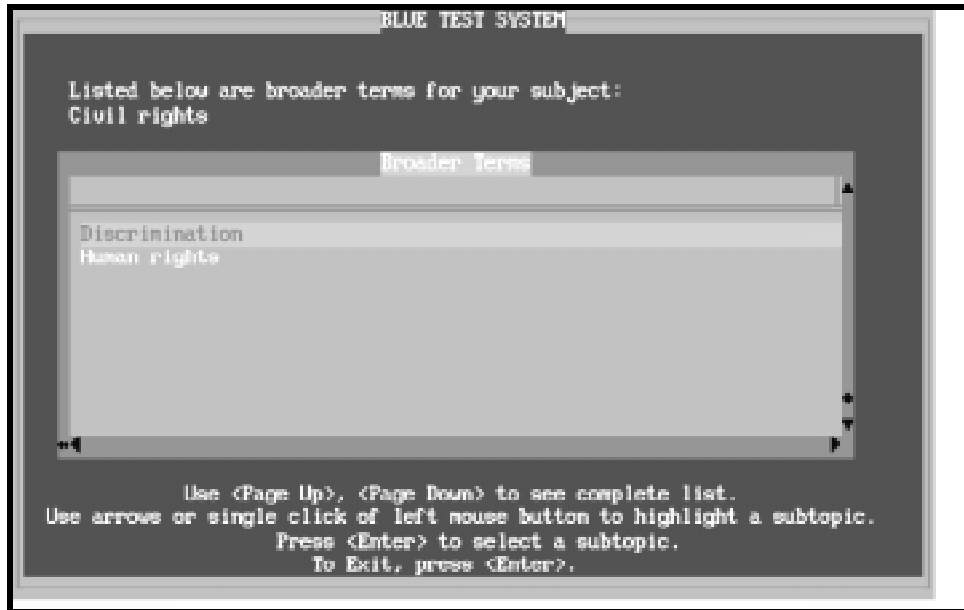 BLUE TEST SYSTEM
Listed below are broader terms for your subject:
Civil rights
Broader Terms
Discrimination
Human rights
Use <Page Up>, <Page Down> to see complete list.
Use arrows or single click of left mouse button to highlight a subtopic.
Press <Enter> to select a subtopic.
To Exit, press <Enter>.